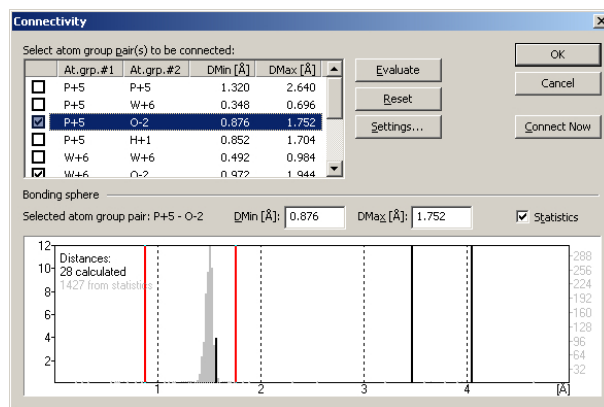 Connectivity
Select atom group pair(s) to be connected:
At.grp.#1 At.grp.#2 DMin [Å] DMax [Å]
P+5 P+5 1.320 2.640
P+5 W+6 0.348 0.696
P+5 O-2 0.876 1.752
P+5 H+1 0.852 1.704
W+6 W+6 0.492 0.984
W+6 O-2 0.972 1.944
Evaluate
Reset
Settings...
OK
Cancel
Connect Now
Bonding sphere
Selected atom group pair: P+5 - O-2 DMin [Å]: 0.876 DMax [Å]: 1.752 Statistics
Distances:
28 calculated
1427 from statistics
12
10
8
6
4
2
288
256
224
192
160
128
96
64
32
1 2 3 4 [Å]